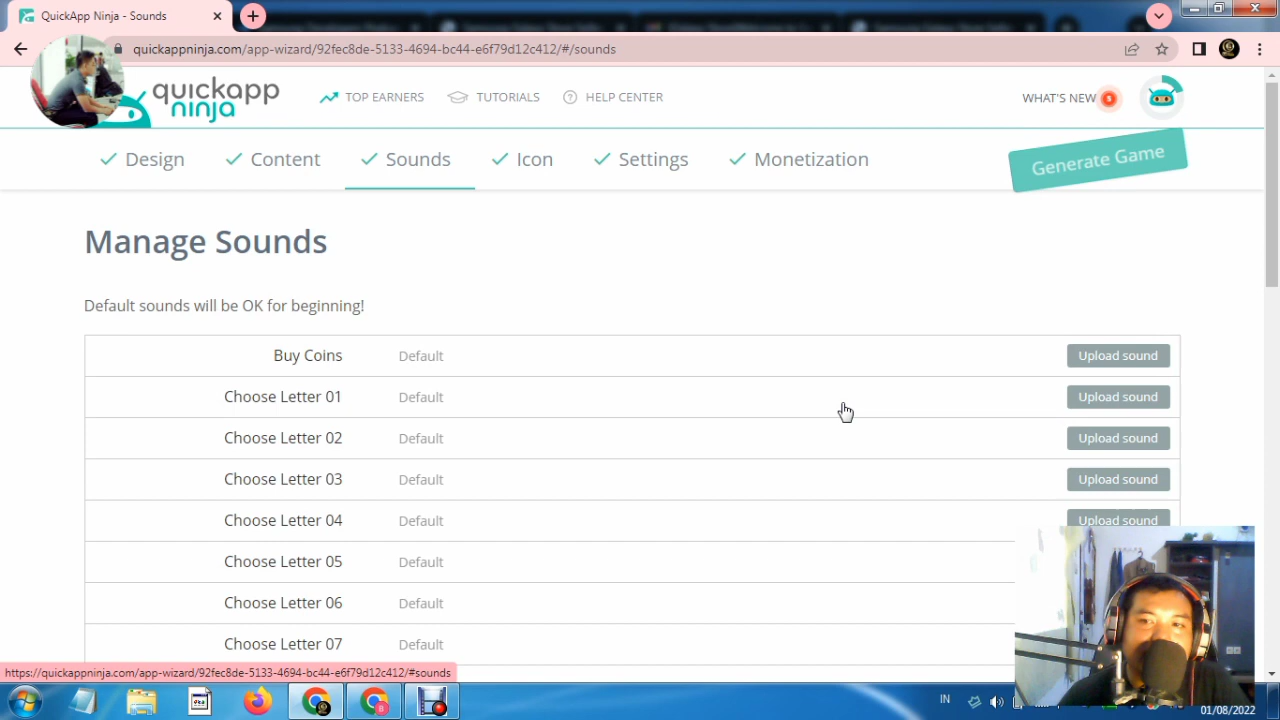 QuickApp Ninja - Sounds
quickappninja.com/app-wizard/92fec8de-5133-4694-bc44-e6f79d12c412/#/sounds
quickapp
ninja
TOP EARNERS
TUTORIALS
HELP CENTER
WHAT'S NEW
Design
Content
Sounds
Icon
Settings
Monetization
Generate Game
Manage Sounds
Default sounds will be OK for beginning!
Buy Coins Default Upload sound
Choose Letter 01 Default Upload sound
Choose Letter 02 Default Upload sound
Choose Letter 03 Default Upload sound
Choose Letter 04 Default Upload sound
Choose Letter 05 Default
Choose Letter 06 Default
Choose Letter 07 Default
https://quickappninja.com/app-wizard/92fec8de-5133-4694-bc44-e6f79d12c412/#sounds
IN
01/08/2022